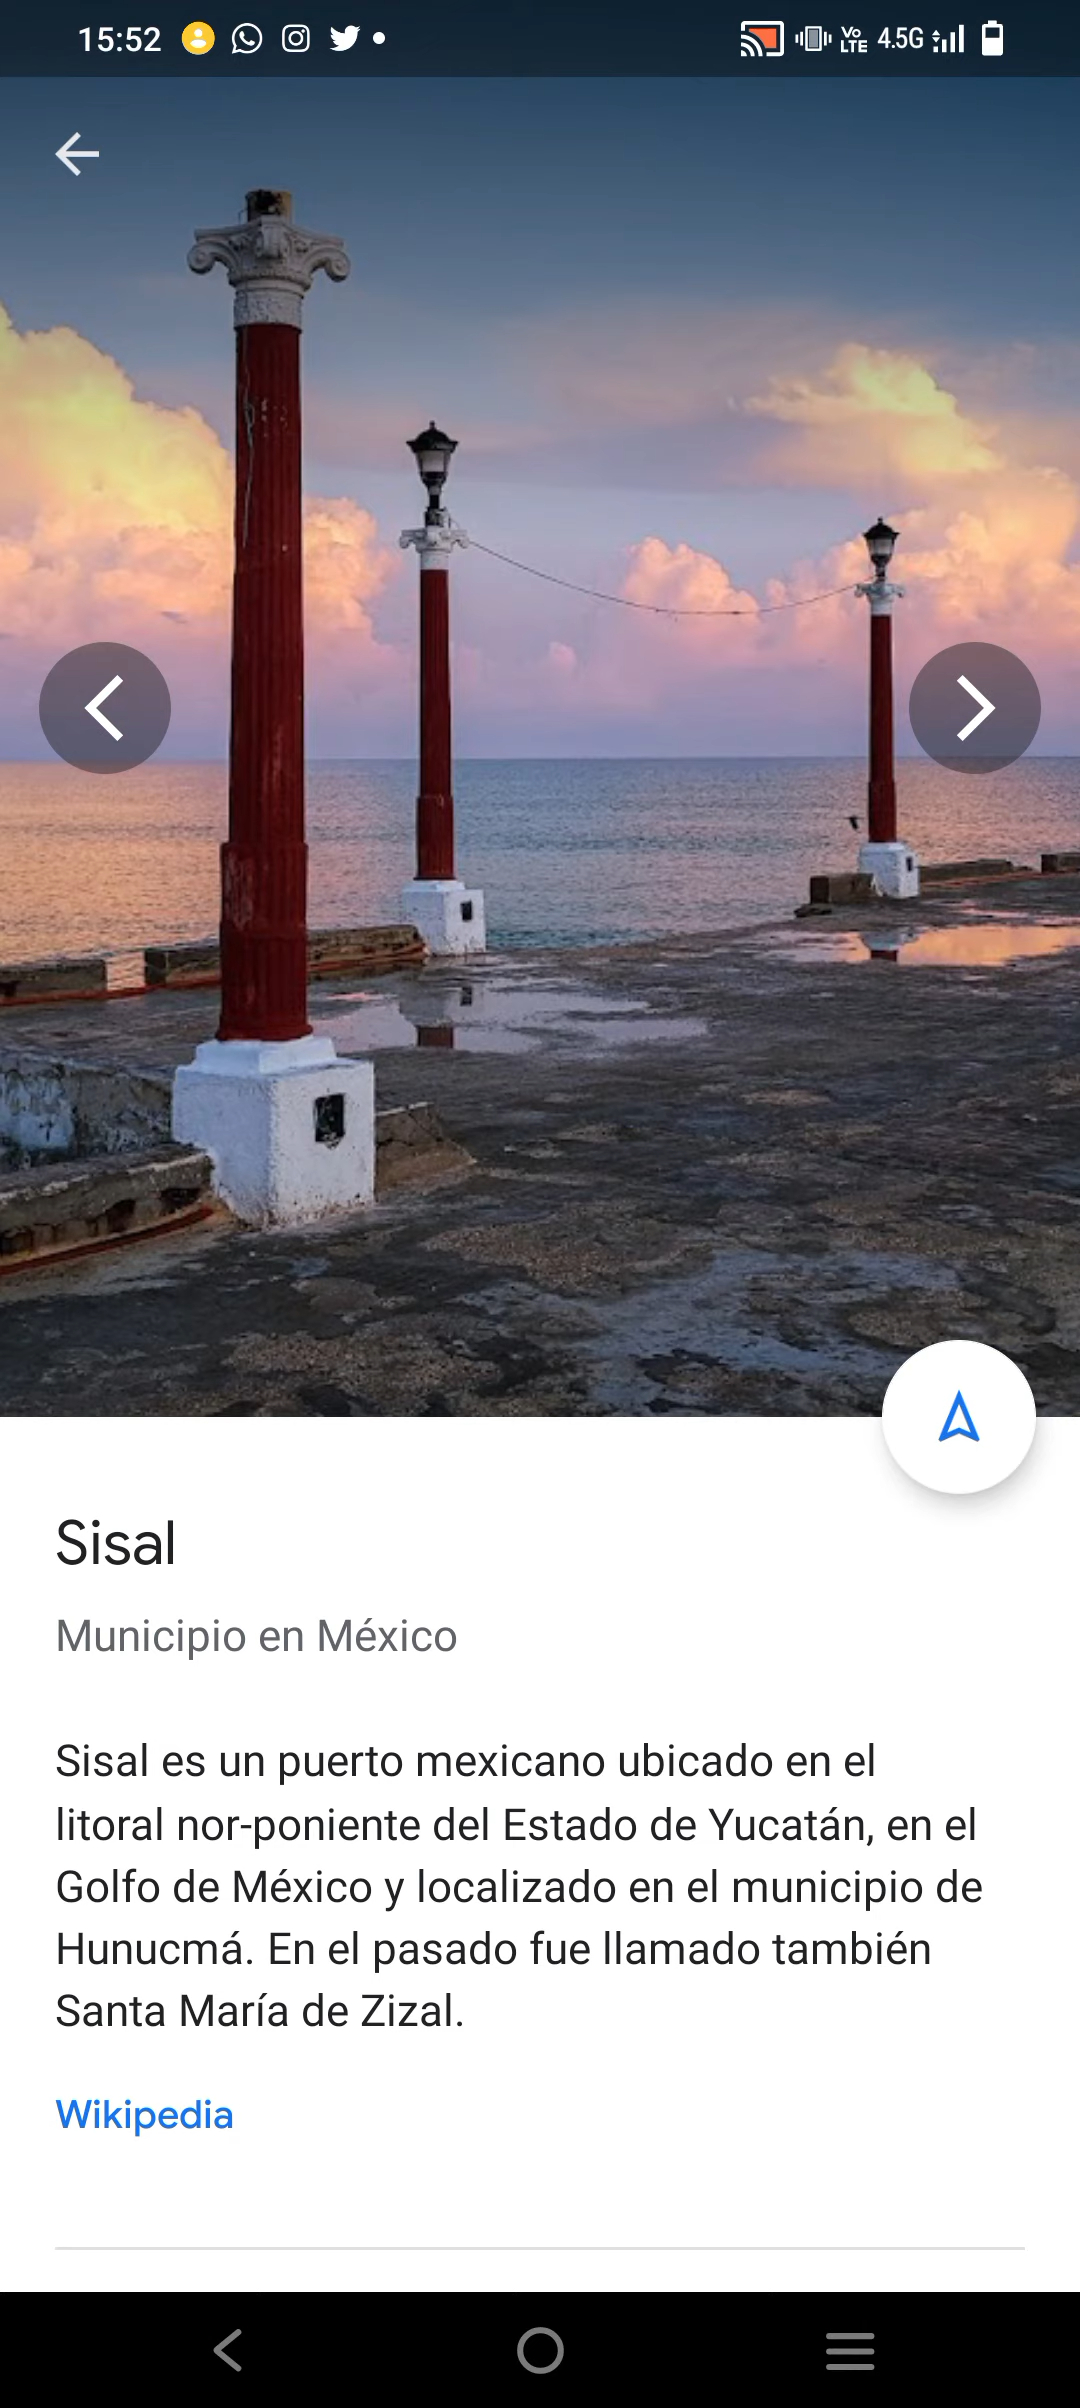 15:52 Vo LTE 4.5G
Sisal
Municipio en México
Sisal es un puerto mexicano ubicado en el
litoral nor-poniente del Estado de Yucatán, en el
Golfo de México y localizado en el municipio de
Hunucmá. En el pasado fue llamado también
Santa María de Zizal.
Wikipedia